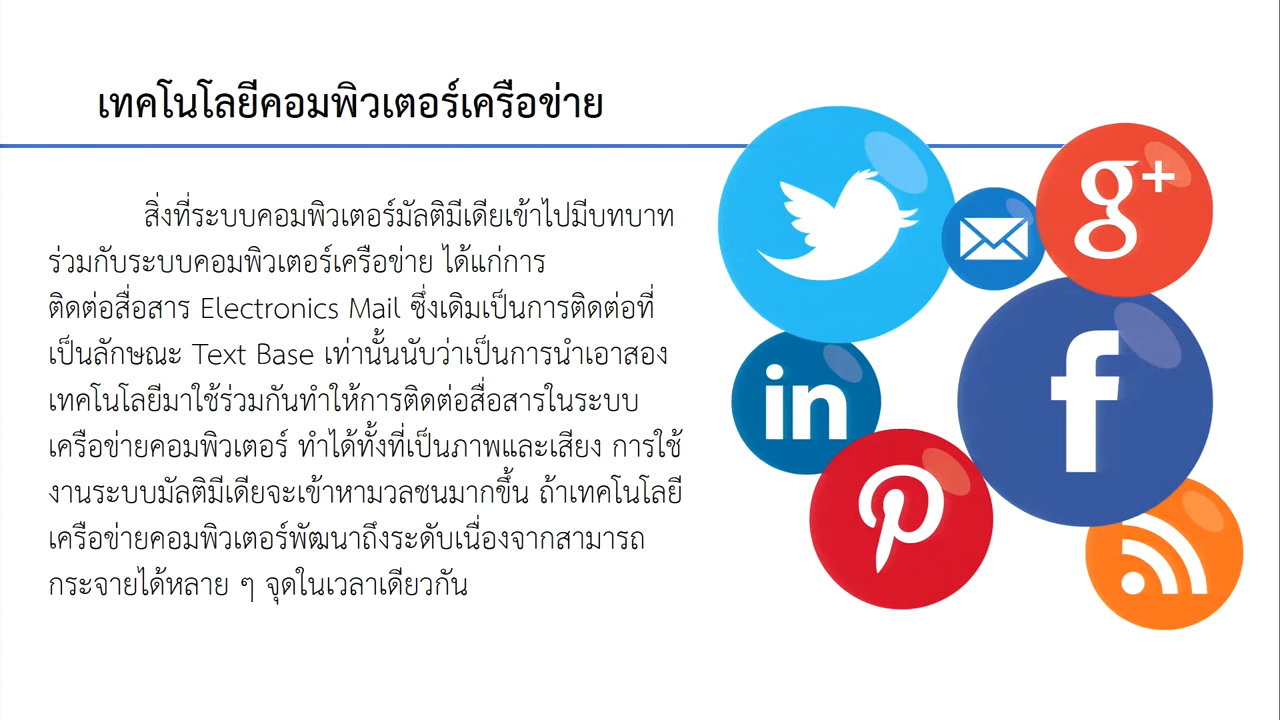 เทคโนโลยีคอมพิวเตอร์เครือข่าย
สิ่งที่ระบบคอมพิวเตอร์มัลติมีเดียเข้าไปมีบทบาท
ร่วมกับระบบคอมพิวเตอร์เครือข่าย ได้แก่การ
ติดต่อสื่อสาร Electronics Mail ซึ่งเดิมเป็นการติดต่อที่
เป็นลักษณะ Text Base เท่านั้นนับว่าเป็นการนำเอาสอง
เทคโนโลยีมาใช้ร่วมกันทำให้การติดต่อสื่อสารในระบบ
เครือข่ายคอมพิวเตอร์ ทำได้ทั้งที่เป็นภาพและเสียง การใช้
งานระบบมัลติมีเดียจะเข้าหามวลชนมากขึ้น ถ้าเทคโนโลยี
เครือข่ายคอมพิวเตอร์พัฒนาถึงระดับเนื่องจากสามารถ
กระจายได้หลาย ๆ จุดในเวลาเดียวกัน
g+
in
f